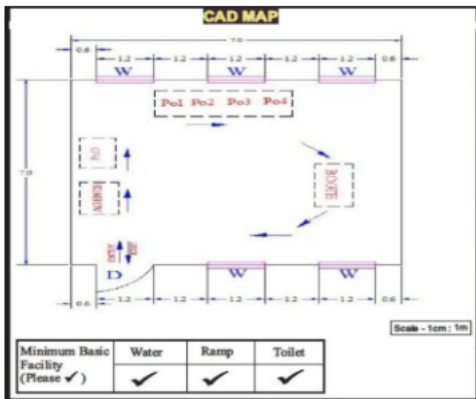 CAD MAP
7.0
0.6 1.2 1.2 1.2 1.2 1.2 0.6
W W W
Po1 Po2 Po3 Po4
7.0
D
W W
0.6 1.2 1.2 1.2 1.2 1.2 0.6
Scale - 1cm : 1m
Minimum Basic Facility (Please ✓) Water Ramp Toilet
✓ ✓ ✓